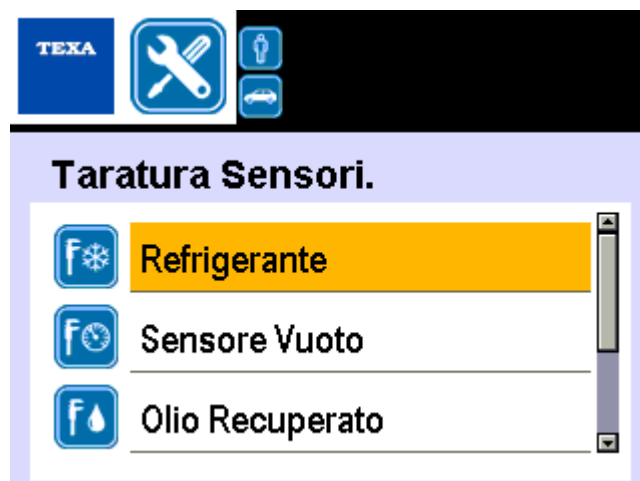 TEXA
Taratura Sensori.
Refrigerante
Sensore Vuoto
Olio Recuperato